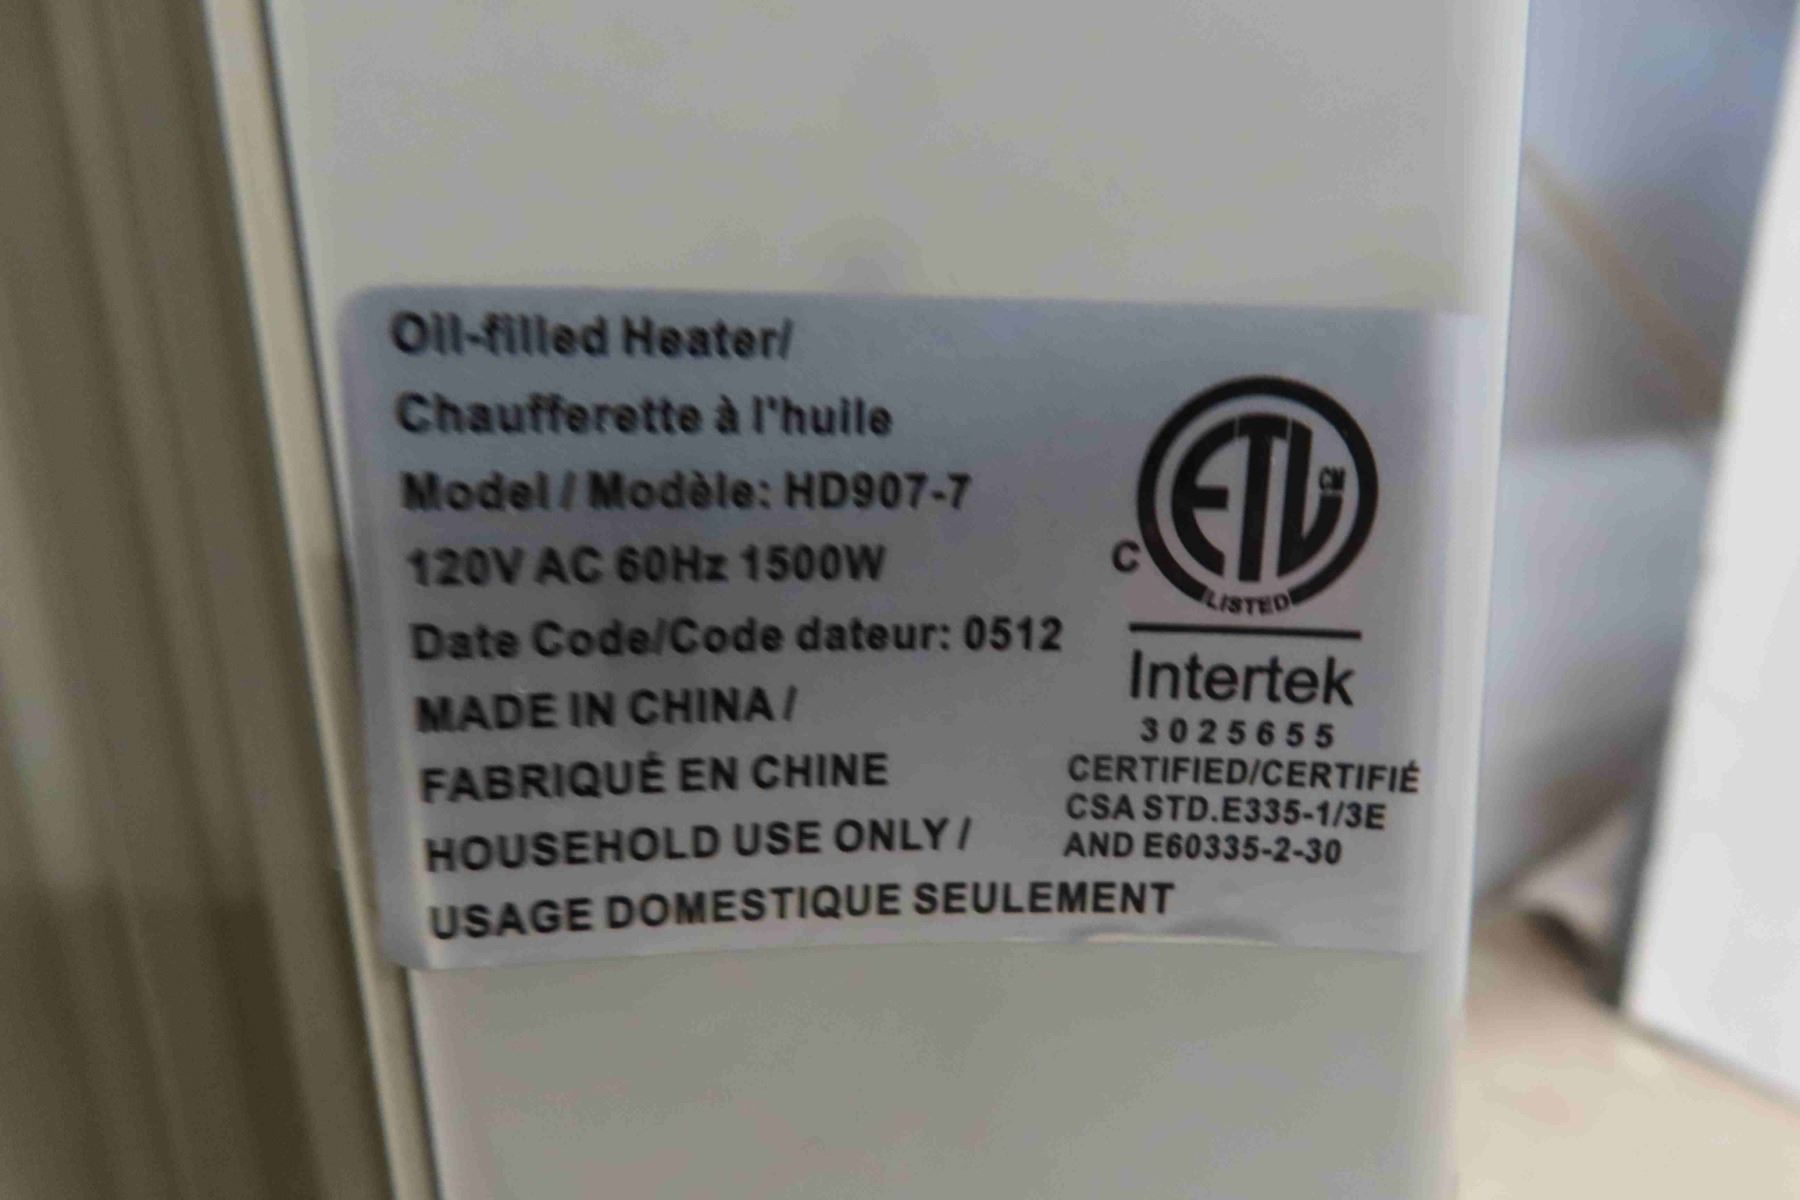 Oil-filled Heater/
Chaufferette à l'huile
Model / Modèle: HD907-7
120V AC 60Hz 1500W
Date Code/Code dateur: 0512
MADE IN CHINA /
FABRIQUÉ EN CHINE
HOUSEHOLD USE ONLY /
USAGE DOMESTIQUE SEULEMENT
ETL CM
C
LISTED
Intertek
3025655
CERTIFIED/CERTIFIÉ
CSA STD.E335-1/3E
AND E60335-2-30